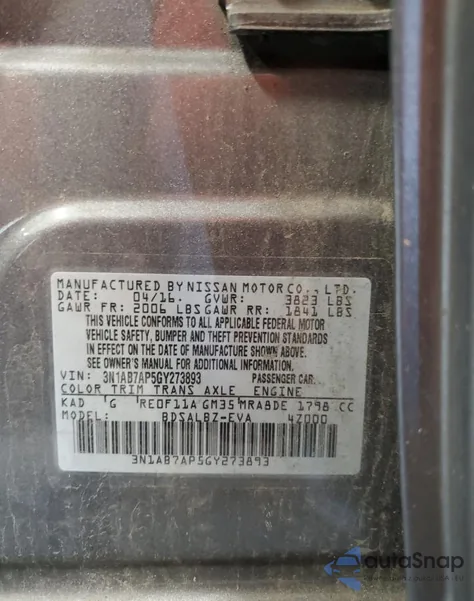 MANUFACTURED BY NISSAN MOTOR CO., LTD.
DATE: 04/16. GVWR: 3823 LBS
GAWR FR: 2006 LBS GAWR RR: 1841 LBS
THIS VEHICLE CONFORMS TO ALL APPLICABLE FEDERAL MOTOR
VEHICLE SAFETY, BUMPER AND THEFT PREVENTION STANDARDS
IN EFFECT ON THE DATE OF MANUFACTURE SHOWN ABOVE.
SEE OWNER'S MANUAL FOR ADDITIONAL INFORMATION.
VIN: 3N1AB7AP5GY273893 PASSENGER CAR.
COLOR TRIM TRANS AXLE ENGINE
KAD G RE0F11A GM35 MRA8DE 1798 CC
MODEL: BDSALBZ-EVA 4Z000
3N1AB7AP5GY273893
autoSnap